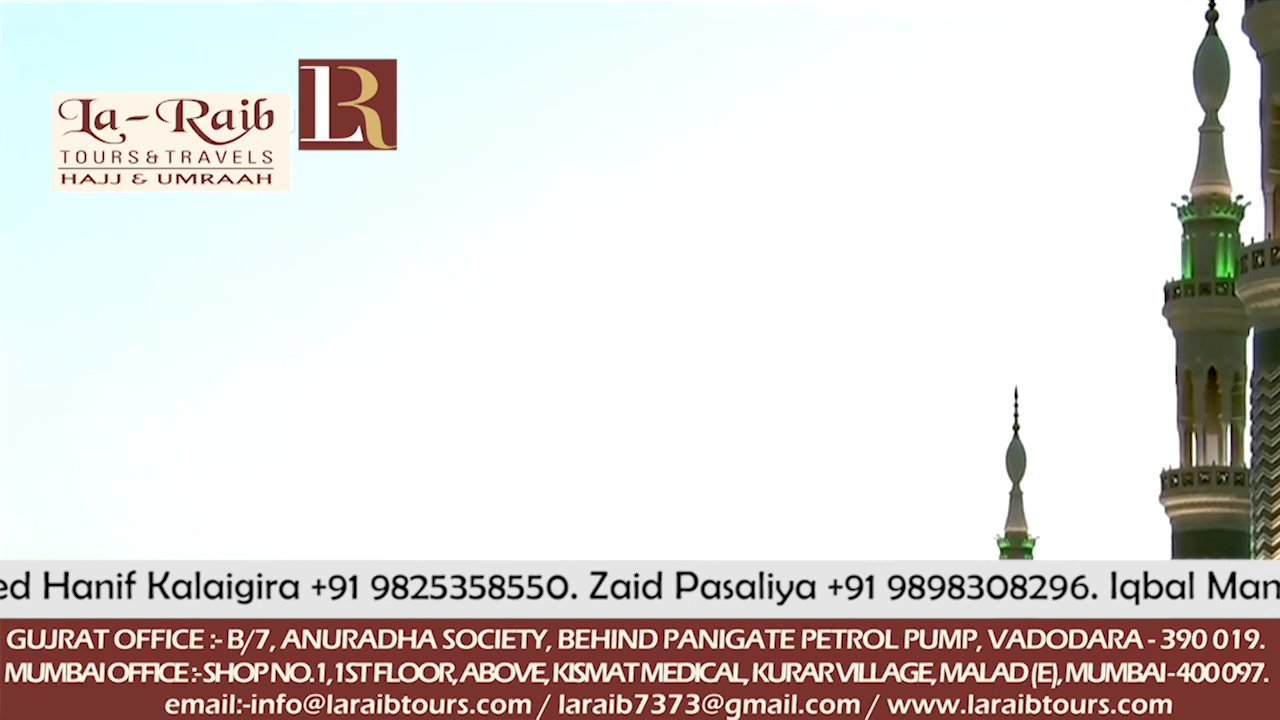 La-Raib
TOURS & TRAVELS
HAJJ & UMRAAH
LR
Hanif Kalaigira +91 9825358550. Zaid Pasaliya +91 9898308296. Iqbal
GUJRAT OFFICE :- B/7, ANURADHA SOCIETY, BEHIND PANIGATE PETROL PUMP, VADODARA - 390 019.
MUMBAI OFFICE :- SHOP NO. 1, 1ST FLOOR, ABOVE, KISMAT MEDICAL, KURAR VILLAGE, MALAD (E), MUMBAI - 400 097.
email:-info@laraibtours.com / laraib7373@gmail.com / www.laraibtours.com